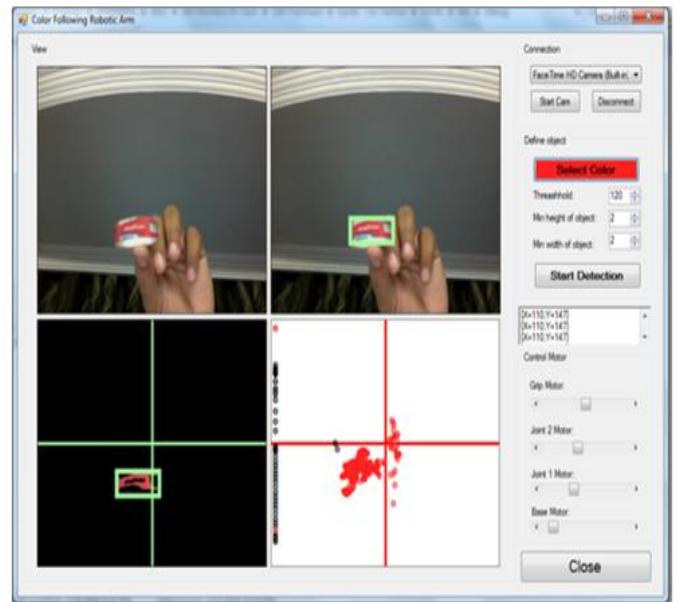 Color Following Robotic Arm
View
Connection
FaceTime HD Camera (Built-in,
Start Cam
Disconnect
Define object
Select Color
Threashhold:
120
Min height of object:
2
Min width of object:
2
Start Detection
{X=110,Y=147}
{X=110,Y=147}
{X=110,Y=147}
Control Motor
Grip Motor:
Joint 2 Motor:
Joint 1 Motor:
Base Motor:
Close